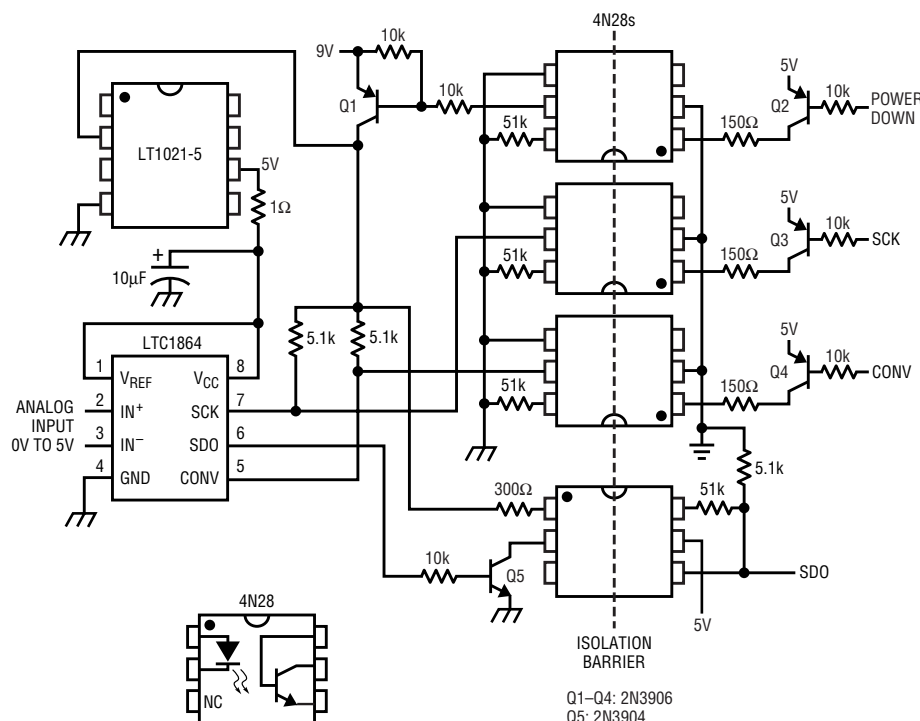 4N28s
9V
10k
Q1
10k
51k
5V
Q2
10k
POWER
DOWN
150Ω
LT1021-5
5V
1Ω
+
10µF
51k
5V
Q3
10k
SCK
150Ω
5.1k
5.1k
LTC1864
1
VREF
VCC
8
ANALOG
INPUT
0V TO 5V
2
IN+
SCK
7
3
IN−
SDO
6
4
GND
CONV
5
51k
5V
Q4
10k
CONV
150Ω
5.1k
300Ω
51k
10k
Q5
SDO
5V
4N28
NC
ISOLATION
BARRIER
Q1–Q4: 2N3906
Q5: 2N3904